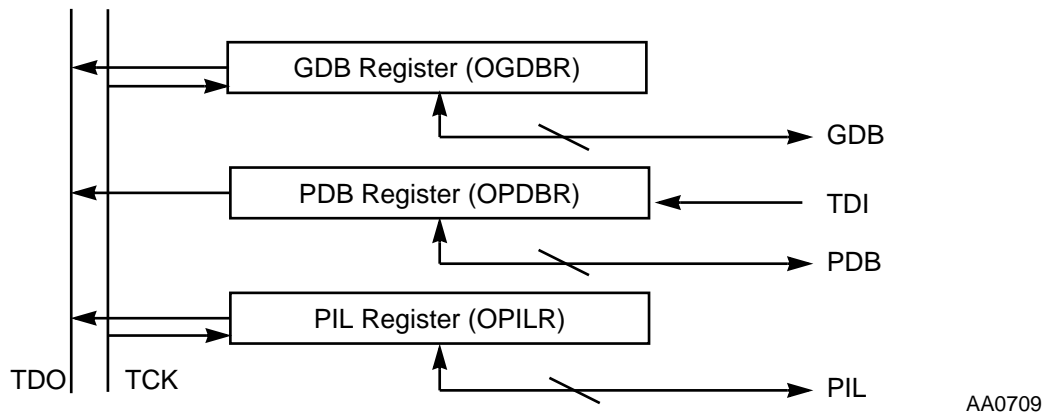 GDB Register (OGDBR)
GDB
PDB Register (OPDBR)
TDI
PDB
PIL Register (OPILR)
TDO
TCK
PIL
AA0709